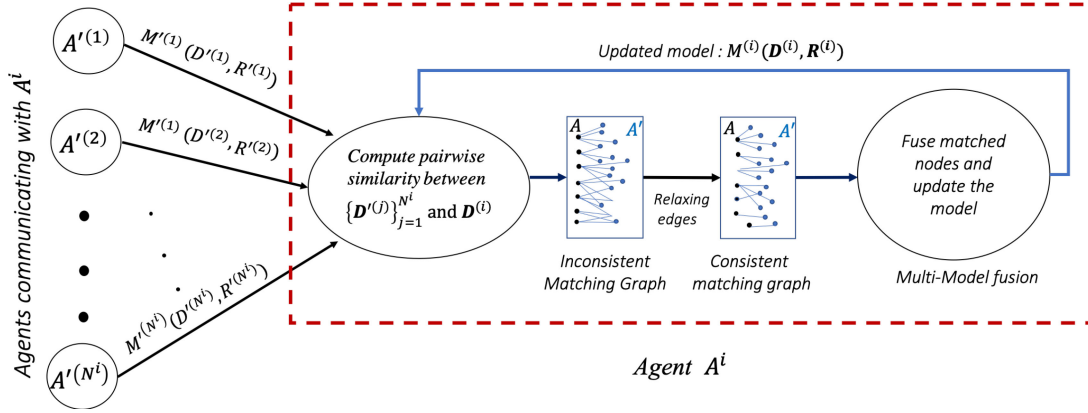 Agents communicating with A^i
A'^(1)
M'^(1) (D'^(1), R'^(1))
A'^(2)
M'^(1) (D'^(2), R'^(2))
A'^(N^i)
M'^(N^i) (D'^(N^i), R'^(N^i))
Updated model : M^(i) (D^(i), R^(i))
Compute pairwise
similarity between
{D'^(j)}_{j=1}^{N^i} and D^(i)
A A'
Inconsistent
Matching Graph
Relaxing
edges
A A'
Consistent
matching graph
Fuse matched
nodes and
update the
model
Multi-Model fusion
Agent A^i